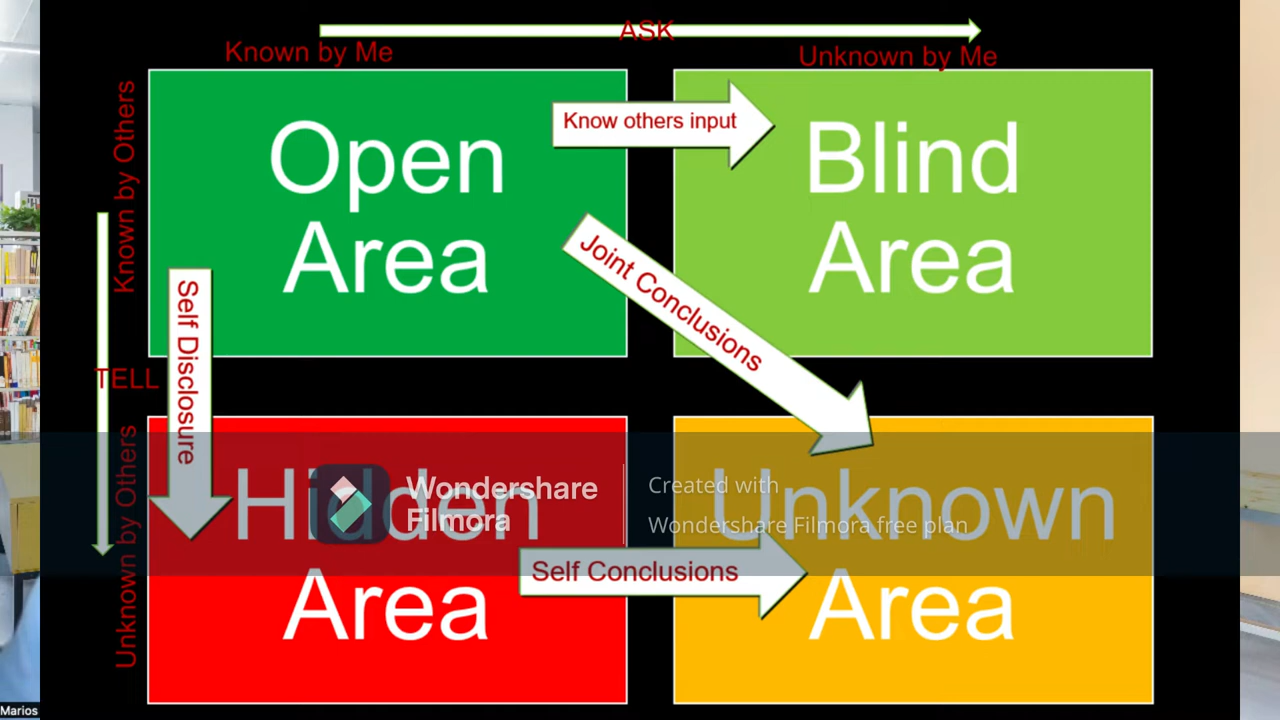 ASK
Known by Me
Unknown by Me
Known by Others
Open
Area
Know others input
Blind
Area
Joint Conclusions
Self Disclosure
TELL
Unknown by Others
Hidden
Area
Wondershare
Filmora
Created with
Wondershare Filmora free plan
Unknown
Area
Self Conclusions
Marios